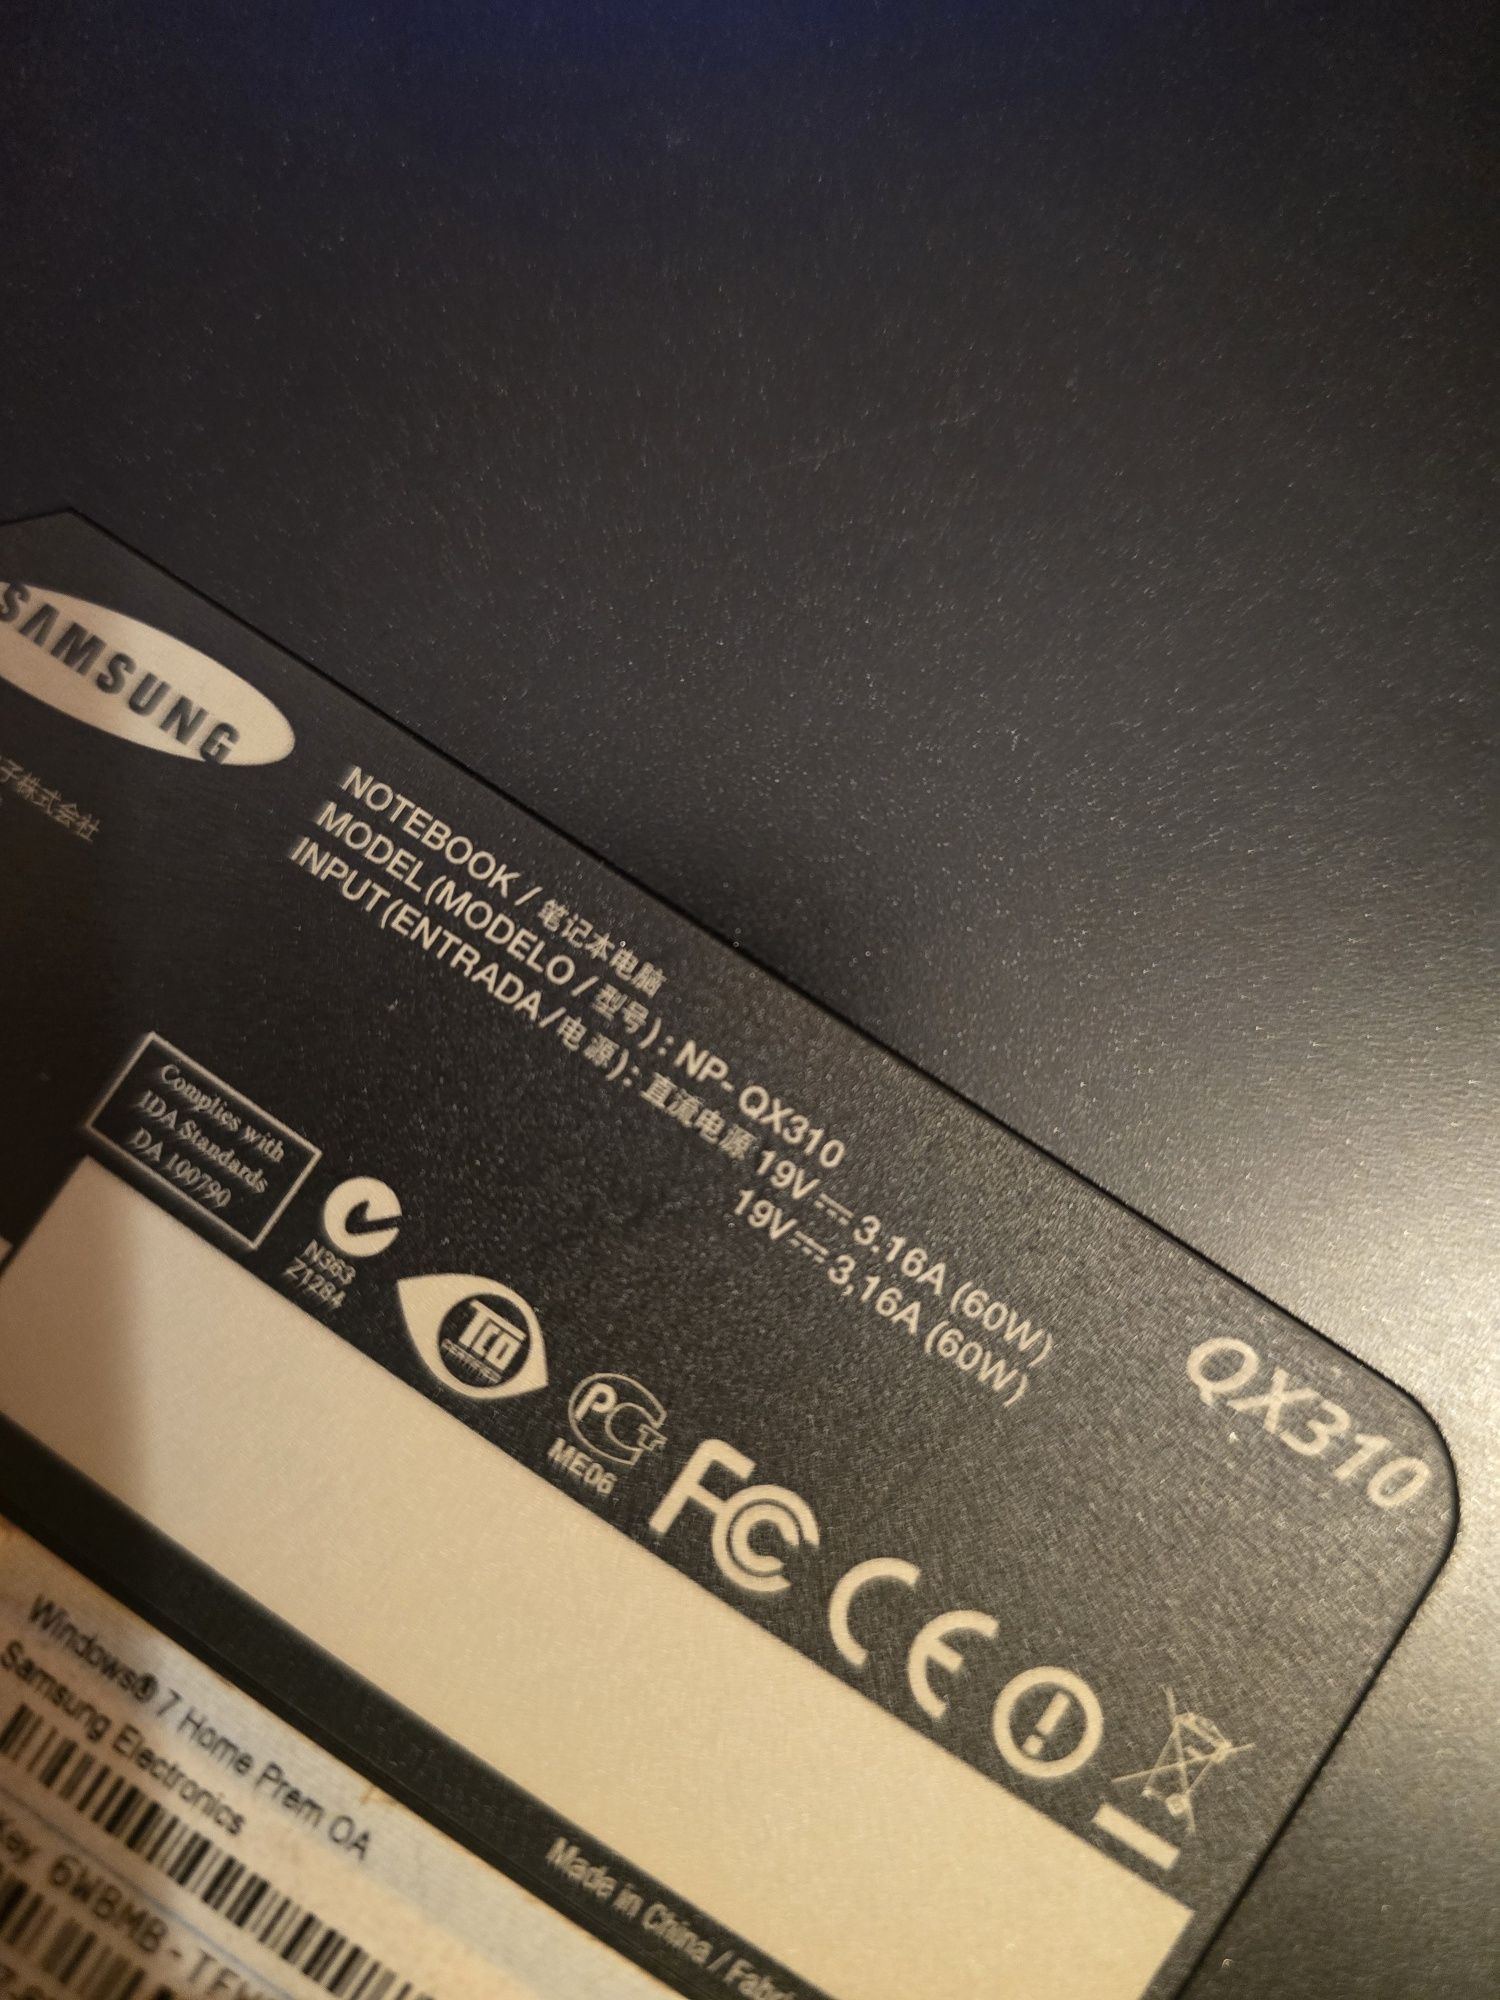 SAMSUNG
子株式会社
NOTEBOOK / 笔记本电脑
MODEL(MODELO / 型号): NP- QX310
INPUT(ENTRADA / 电源): 直流电源 19V ⎓ 3.16A (60W)
19V ⎓ 3,16A (60W)
QX310
Complies with
IDA Standards
DA 100790
N363
Z1284
TCO
CERTIFIED
PCT
ME06
FC CE
Windows® 7 Home Prem OA
Samsung Electronics
Key 6WBMB-
Made in China / Fabri